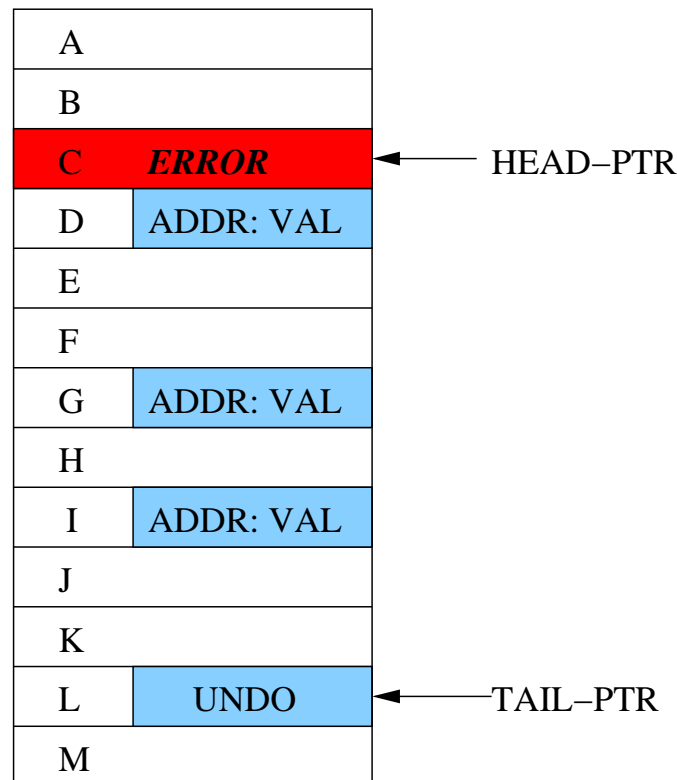 A
B
C ERROR HEAD–PTR
D ADDR: VAL
E
F
G ADDR: VAL
H
I ADDR: VAL
J
K
L UNDO TAIL–PTR
M